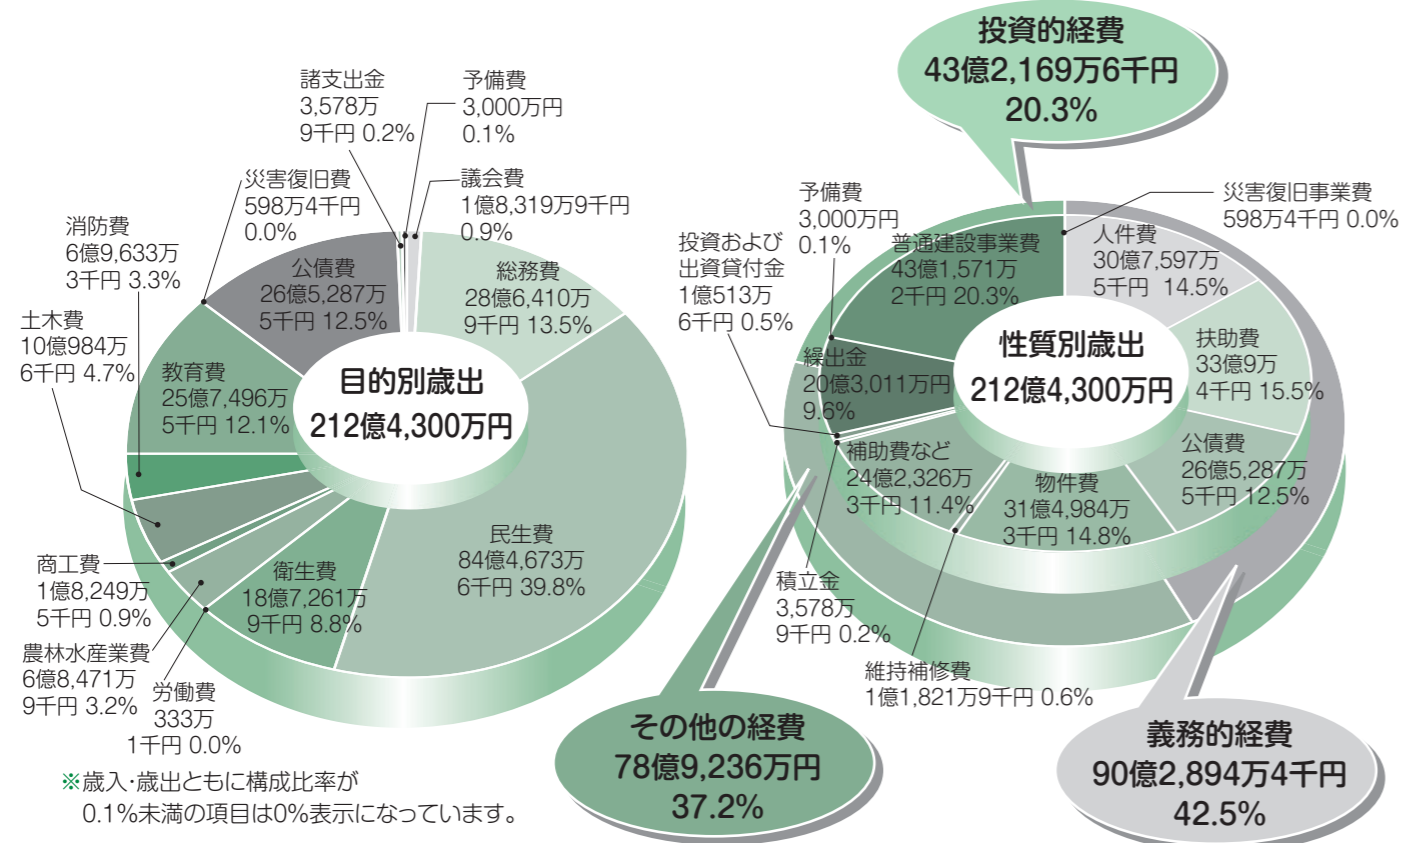 諸支出金
3,578万
9千円 0.2%
予備費
3,000万円
0.1%
災害復旧費
598万4千円
0.0%
議会費
1億8,319万9千円
0.9%
消防費
6億9,633万
3千円 3.3%
公債費
26億5,287万
5千円 12.5%
総務費
28億6,410万
9千円 13.5%
土木費
10億984万
6千円 4.7%
教育費
25億7,496万
5千円 12.1%
目的別歳出
212億4,300万円
民生費
84億4,673万
6千円 39.8%
商工費
1億8,249万
5千円 0.9%
衛生費
18億7,261万
9千円 8.8%
農林水産業費
6億8,471万
9千円 3.2%
労働費
333万
1千円 0.0%
※歳入・歳出ともに構成比率が
0.1%未満の項目は0%表示になっています。
投資的経費
43億2,169万6千円
20.3%
予備費
3,000万円
0.1%
災害復旧事業費
598万4千円 0.0%
投資および
出資貸付金
1億513万
6千円 0.5%
普通建設事業費
43億1,571万
2千円 20.3%
人件費
30億7,597万
5千円 14.5%
性質別歳出
212億4,300万円
扶助費
33億9万
4千円 15.5%
繰出金
20億3,011万円
9.6%
補助費など
24億2,326万
3千円 11.4%
物件費
31億4,984万
3千円 14.8%
公債費
26億5,287万
5千円 12.5%
積立金
3,578万
9千円 0.2%
維持補修費
1億1,821万9千円 0.6%
その他の経費
78億9,236万円
37.2%
義務的経費
90億2,894万4千円
42.5%